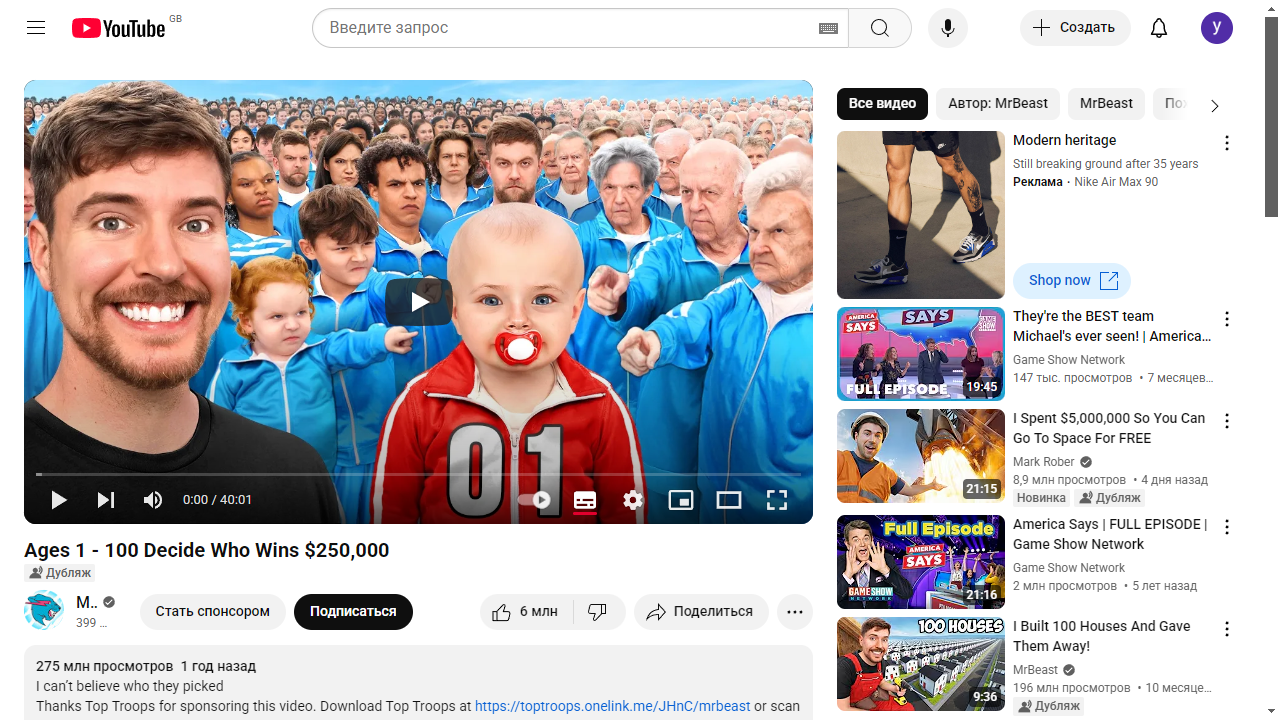 YouTube
GB
Введите запрос
Создать
y
01
0:00 / 40:01
Ages 1 - 100 Decide Who Wins $250,000
Дубляж
M..
399 ...
Стать спонсором
Подписаться
6 млн
Поделиться
275 млн просмотров 1 год назад
I can't believe who they picked
Thanks Top Troops for sponsoring this video. Download Top Troops at https://toptroops.onelink.me/JHnC/mrbeast or scan
Все видео
Автор: MrBeast
MrBeast
Modern heritage
Still breaking ground after 35 years
Реклама · Nike Air Max 90
Shop now
AMERICA SAYS
SAYS
FULL EPISODE
19:45
They're the BEST team
Michael's ever seen! | America...
Game Show Network
147 тыс. просмотров • 7 месяцев...
21:15
I Spent $5,000,000 So You Can
Go To Space For FREE
Mark Rober
8,9 млн просмотров • 4 дня назад
Новинка
Дубляж
Full Episode
AMERICA SAYS
GAME SHOW
NETWORK
21:16
America Says | FULL EPISODE |
Game Show Network
Game Show Network
2 млн просмотров • 5 лет назад
100 HOUSES
9:36
I Built 100 Houses And Gave
Them Away!
MrBeast
196 млн просмотров • 10 месяце...
Дубляж